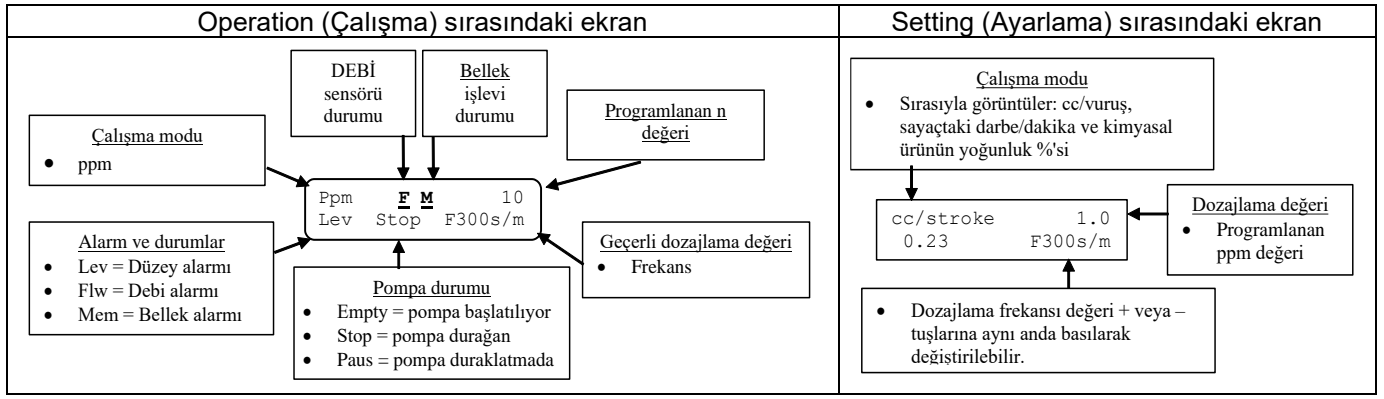 Operation (Çalışma) sırasındaki ekran
Setting (Ayarlama) sırasındaki ekran
DEBİ
sensörü
durumu
Bellek
işlevi
durumu
Programlanan n
değeri
Çalışma modu
• ppm
Ppm F M 10
Lev Stop F300s/m
Alarm ve durumlar
• Lev = Düzey alarmı
• Flw = Debi alarmı
• Mem = Bellek alarmı
Pompa durumu
• Empty = pompa başlatılıyor
• Stop = pompa durağan
• Paus = pompa duraklatmada
Geçerli dozajlama değeri
• Frekans
Çalışma modu
• Sırasıyla görüntüler: cc/vuruş,
sayaçtaki darbe/dakika ve kimyasal
ürünün yoğunluk %'si
cc/stroke 1.0
0.23 F300s/m
Dozajlama değeri
• Programlanan
ppm değeri
• Dozajlama frekansı değeri + veya –
tuşlarına aynı anda basılarak
değiştirilebilir.